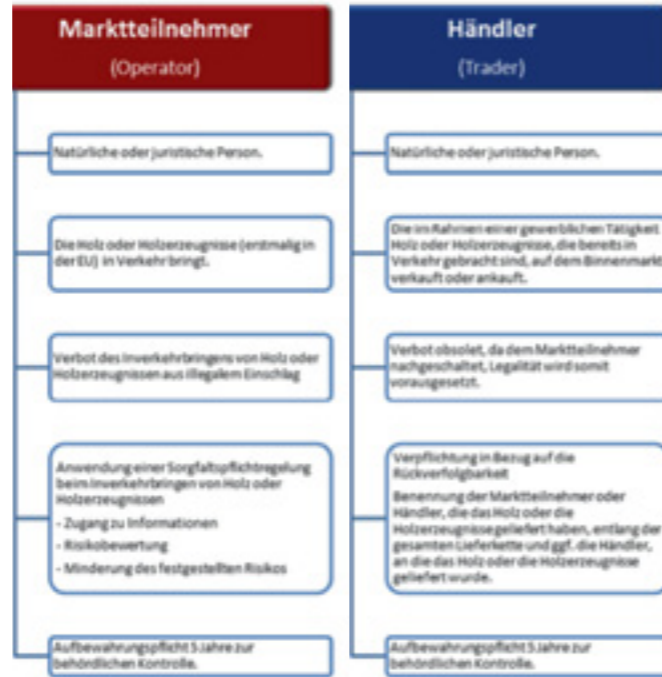 Marktteilnehmer
(Operator)
Natürliche oder juristische Person.
Die Holz oder Holzerzeugnisse (erstmalig in
der EU) in Verkehr bringt.
Verbot des Inverkehrbringens von Holz oder
Holzerzeugnissen aus illegalem Einschlag
Anwendung einer Sorgfaltspflichtregelung
beim Inverkehrbringen von Holz oder
Holzerzeugnissen
- Zugang zu Informationen
- Risikobewertung
- Minderung des festgestellten Risikos
Aufbewahrungspflicht 5 Jahre zur
behördlichen Kontrolle.
Händler
(Trader)
Natürliche oder juristische Person.
Die im Rahmen einer gewerblichen Tätigkeit
Holz oder Holzerzeugnisse, die bereits in
Verkehr gebracht sind, auf dem Binnenmarkt
verkauft oder ankauft.
Verbot obsolet, da dem Marktteilnehmer
nachgeschaltet, Legalität wird somit
vorausgesetzt.
Verpflichtung in Bezug auf die
Rückverfolgbarkeit
Benennung der Marktteilnehmer oder
Händler, die das Holz oder die
Holzerzeugnisse geliefert haben, entlang der
gesamten Lieferkette und ggf. die Händler,
an die das Holz oder die Holzerzeugnisse
geliefert wurde.
Aufbewahrungspflicht 5 Jahre zur
behördlichen Kontrolle.